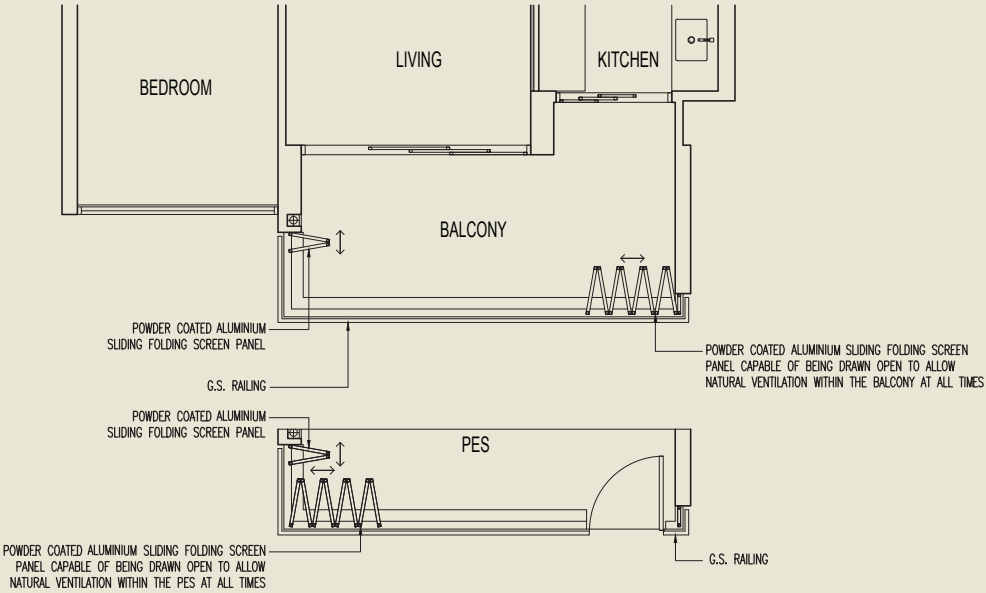 LIVING
KITCHEN
BEDROOM
BALCONY
POWDER COATED ALUMINIUM
SLIDING FOLDING SCREEN PANEL
POWDER COATED ALUMINIUM SLIDING FOLDING SCREEN
PANEL CAPABLE OF BEING DRAWN OPEN TO ALLOW
NATURAL VENTILATION WITHIN THE BALCONY AT ALL TIMES
G.S. RAILING
POWDER COATED ALUMINIUM
SLIDING FOLDING SCREEN PANEL
PES
POWDER COATED ALUMINIUM SLIDING FOLDING SCREEN
PANEL CAPABLE OF BEING DRAWN OPEN TO ALLOW
NATURAL VENTILATION WITHIN THE PES AT ALL TIMES
G.S. RAILING